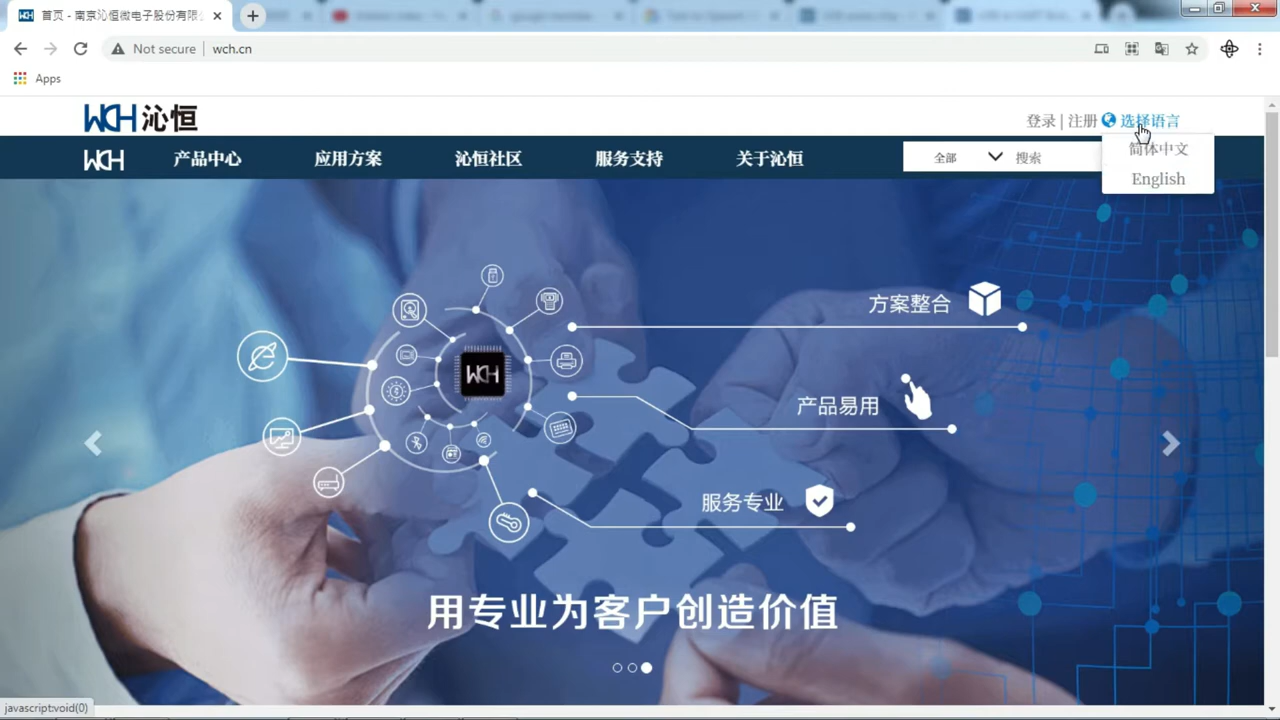 首页 - 南京沁恒微电子股份有限
Not secure
wch.cn
Apps
WCH 沁恒
登录 | 注册 选择语言
WCH
产品中心
应用方案
沁恒社区
服务支持
关于沁恒
全部
搜索
简体中文
English
方案整合
WCH
产品易用
服务专业
用专业为客户创造价值
javascript:void(0)